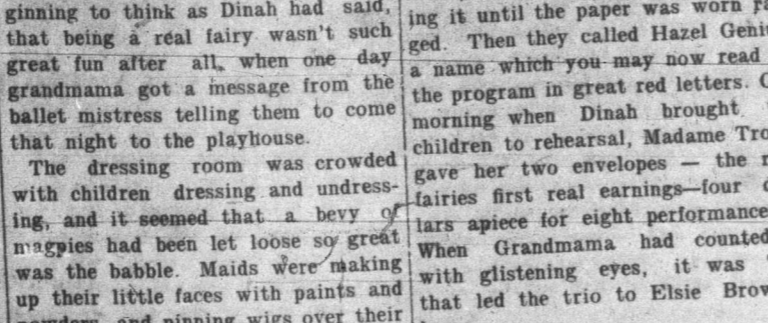 ginning to think as Dinah had said,
that being a real fairy wasn't such
great fun after all, when one day
grandmama got a message from the
ballet mistress telling them to come
that night to the playhouse.
The dressing room was crowded
with children dressing and undress-
ing, and it seemed that a bevy of
magpies had been let loose so great
was the babble. Maids were making
up their little faces with paints and
and pinning wigs over their
ing it until the paper was worn
ged. Then they called Hazel
a name which you may now read
the program in great red letters.
morning when Dinah brought
children to rehearsal, Madame
gave her two envelopes — the
fairies first real earnings—four
lars apiece for eight performance
When Grandmama had counted
with glistening eyes, it was
that led the trio to Elsie